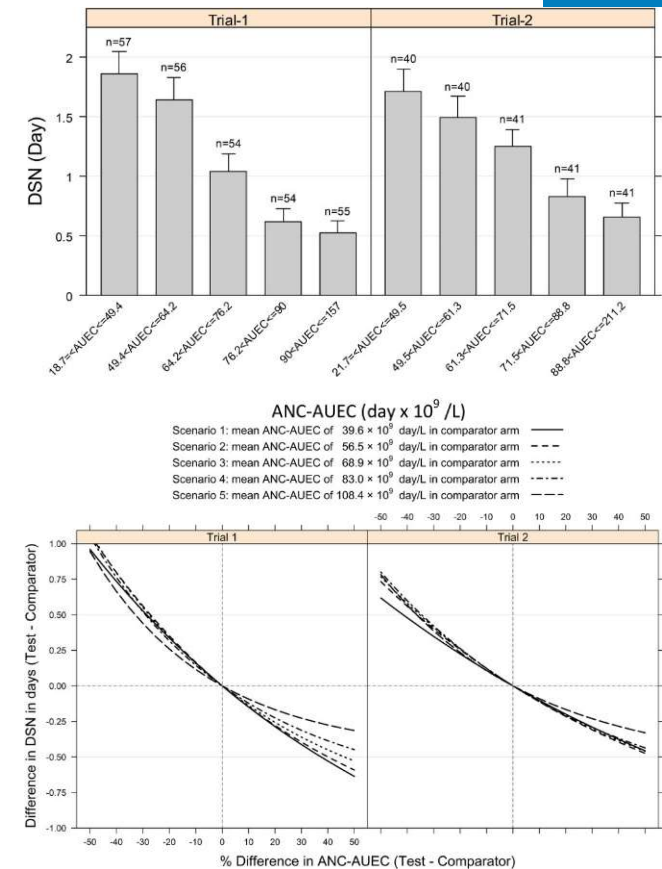 Trial-1 Trial-2
n=57 n=56 n=54 n=54 n=55 n=40 n=40 n=41 n=41 n=41
DSN (Day)
2
1.5
1
0.5
0
18.7=<AUEC<=49.4 49.4<AUEC<=64.2 64.2<AUEC<=76.2 76.2<AUEC<=90 90<AUEC<=157 21.7=<AUEC<=49.5 49.5<AUEC<=61.3 61.3<AUEC<=71.5 71.5<AUEC<=88.8 88.8<AUEC<=211.2
ANC-AUEC (day x 10⁹ /L)
Scenario 1: mean ANC-AUEC of 39.6 × 10⁹ day/L in comparator arm
Scenario 2: mean ANC-AUEC of 56.5 × 10⁹ day/L in comparator arm
Scenario 3: mean ANC-AUEC of 68.9 × 10⁹ day/L in comparator arm
Scenario 4: mean ANC-AUEC of 83.0 × 10⁹ day/L in comparator arm
Scenario 5: mean ANC-AUEC of 108.4 × 10⁹ day/L in comparator arm
-50 -40 -30 -20 -10 0 10 20 30 40 50
Trial 1 Trial 2
Difference in DSN in days (Test - Comparator)
1.00
0.75
0.50
0.25
0.00
-0.25
-0.50
-0.75
-1.00
-50 -40 -30 -20 -10 0 10 20 30 40 50
% Difference in ANC-AUEC (Test - Comparator)